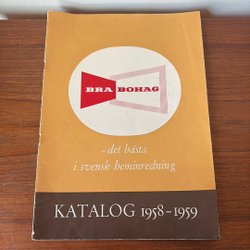 BRA BOHAG
- det bästa
i svensk heminredning
KATALOG 1958-1959